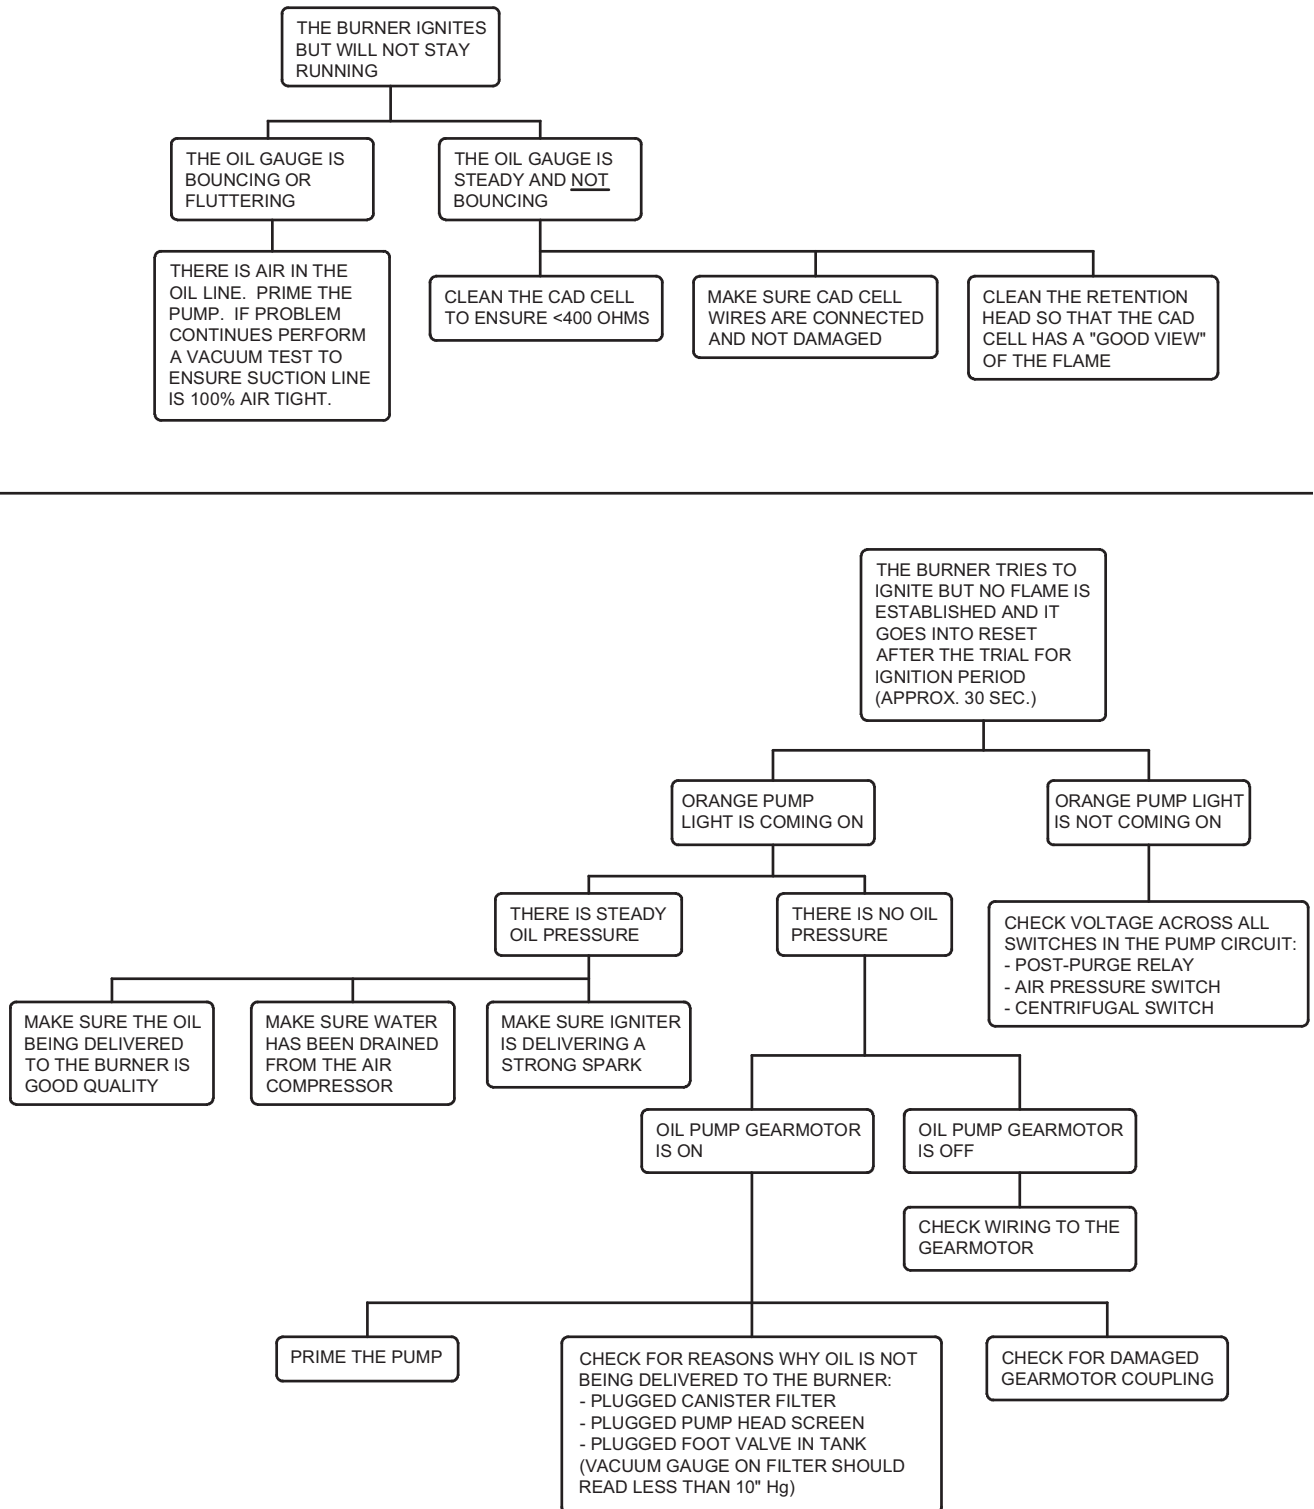 THE BURNER IGNITES
BUT WILL NOT STAY
RUNNING
THE OIL GAUGE IS
BOUNCING OR
FLUTTERING
THE OIL GAUGE IS
STEADY AND NOT
BOUNCING
THERE IS AIR IN THE
OIL LINE. PRIME THE
PUMP. IF PROBLEM
CONTINUES PERFORM
A VACUUM TEST TO
ENSURE SUCTION LINE
IS 100% AIR TIGHT.
CLEAN THE CAD CELL
TO ENSURE <400 OHMS
MAKE SURE CAD CELL
WIRES ARE CONNECTED
AND NOT DAMAGED
CLEAN THE RETENTION
HEAD SO THAT THE CAD
CELL HAS A "GOOD VIEW"
OF THE FLAME
THE BURNER TRIES TO
IGNITE BUT NO FLAME IS
ESTABLISHED AND IT
GOES INTO RESET
AFTER THE TRIAL FOR
IGNITION PERIOD
(APPROX. 30 SEC.)
ORANGE PUMP
LIGHT IS COMING ON
ORANGE PUMP LIGHT
IS NOT COMING ON
THERE IS STEADY
OIL PRESSURE
THERE IS NO OIL
PRESSURE
CHECK VOLTAGE ACROSS ALL
SWITCHES IN THE PUMP CIRCUIT:
- POST-PURGE RELAY
- AIR PRESSURE SWITCH
- CENTRIFUGAL SWITCH
MAKE SURE THE OIL
BEING DELIVERED
TO THE BURNER IS
GOOD QUALITY
MAKE SURE WATER
HAS BEEN DRAINED
FROM THE AIR
COMPRESSOR
MAKE SURE IGNITER
IS DELIVERING A
STRONG SPARK
OIL PUMP GEARMOTOR
IS ON
OIL PUMP GEARMOTOR
IS OFF
CHECK WIRING TO THE
GEARMOTOR
PRIME THE PUMP
CHECK FOR REASONS WHY OIL IS NOT
BEING DELIVERED TO THE BURNER:
- PLUGGED CANISTER FILTER
- PLUGGED PUMP HEAD SCREEN
- PLUGGED FOOT VALVE IN TANK
(VACUUM GAUGE ON FILTER SHOULD
READ LESS THAN 10" Hg)
CHECK FOR DAMAGED
GEARMOTOR COUPLING